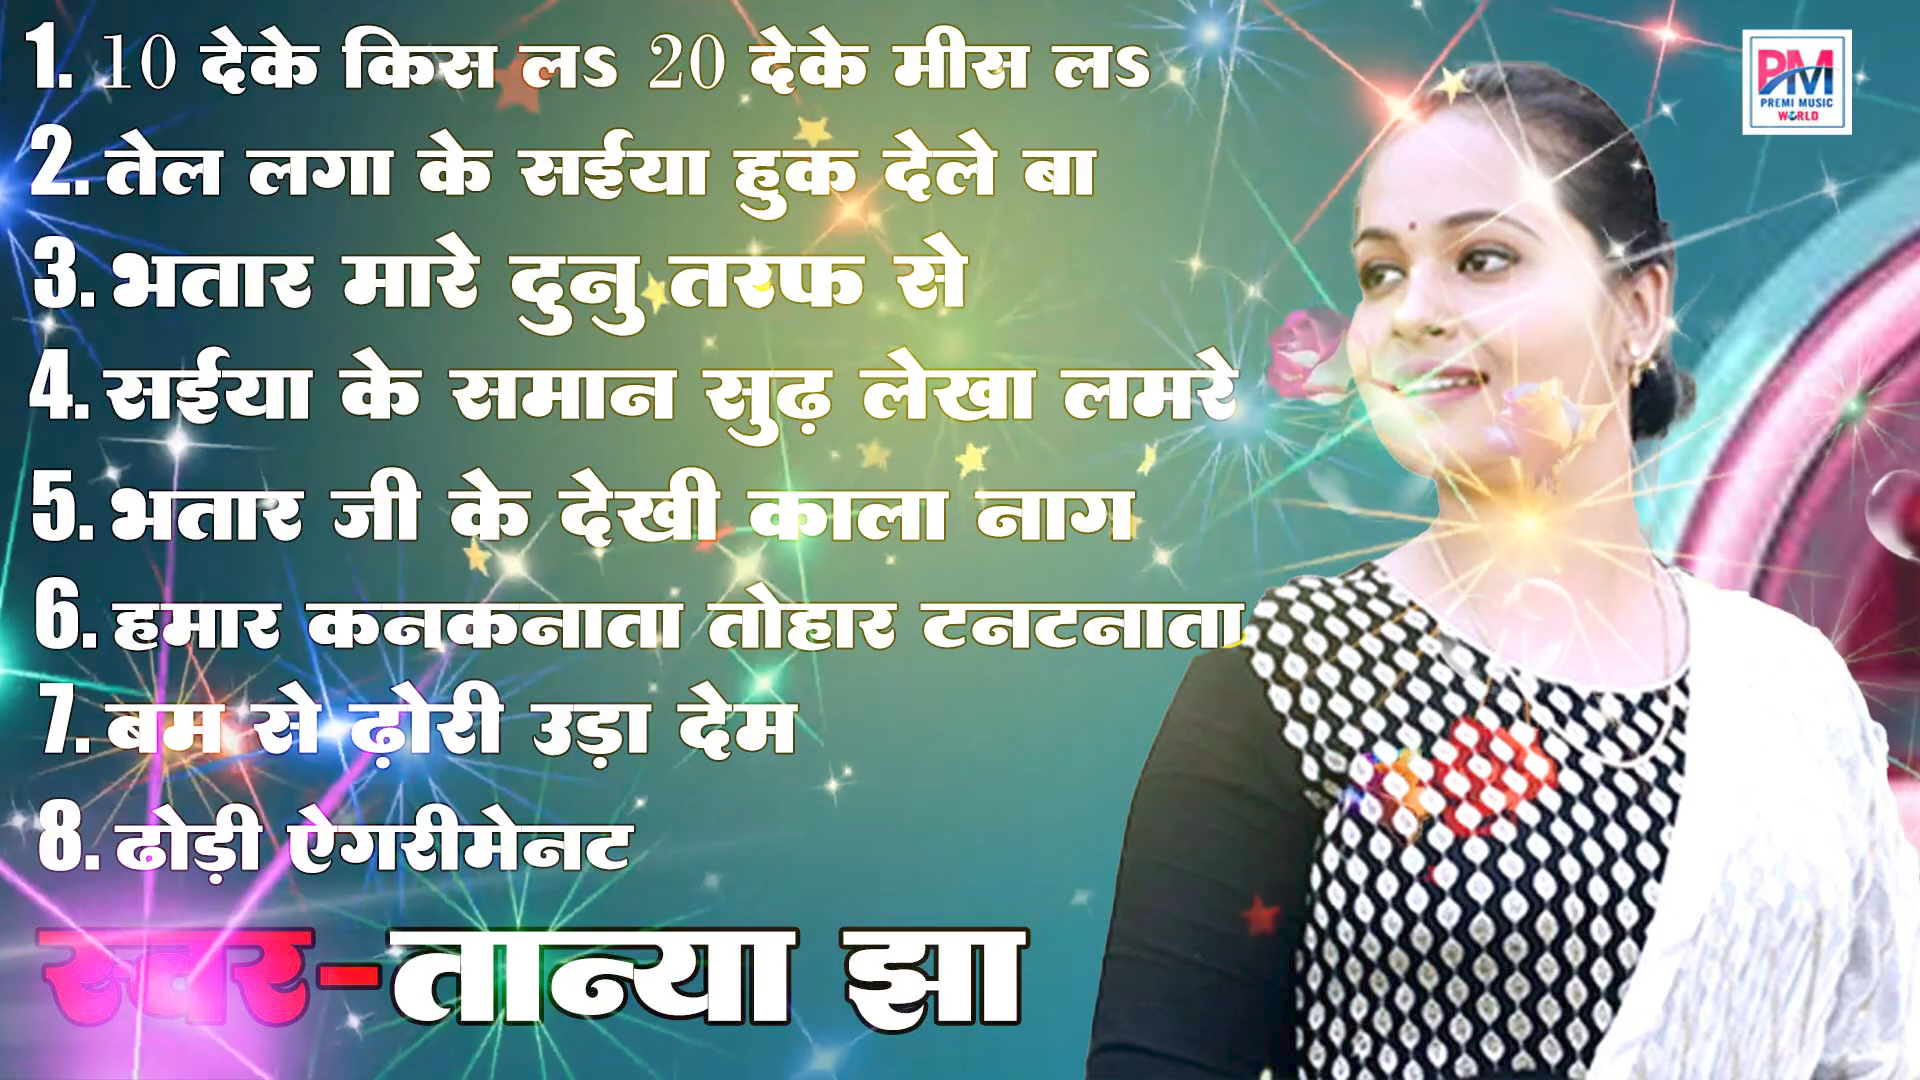 1. 10 देके किस लऽ 20 देके मीस लऽ
2. तेल लगा के सईया हुक देले बा
3. भतार मारे दुनु तरफ से
4. सईया के समान सुढ़ लेखा लमरे
5. भतार जी के देखी काला नाग
6. हमार कनकनाता तोहार टनटनाता
7. बम से ढ़ोरी उड़ा देम
8. ढोड़ी ऐगरीमेनट
स्वर-तान्या झा
PM
PREMI MUSIC
WORLD